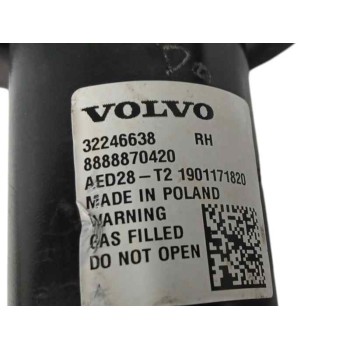 VOLVO
32246638 RH
8888870420
AED28-T2 1901171820
MADE IN POLAND
WARNING
GAS FILLED
DO NOT OPEN